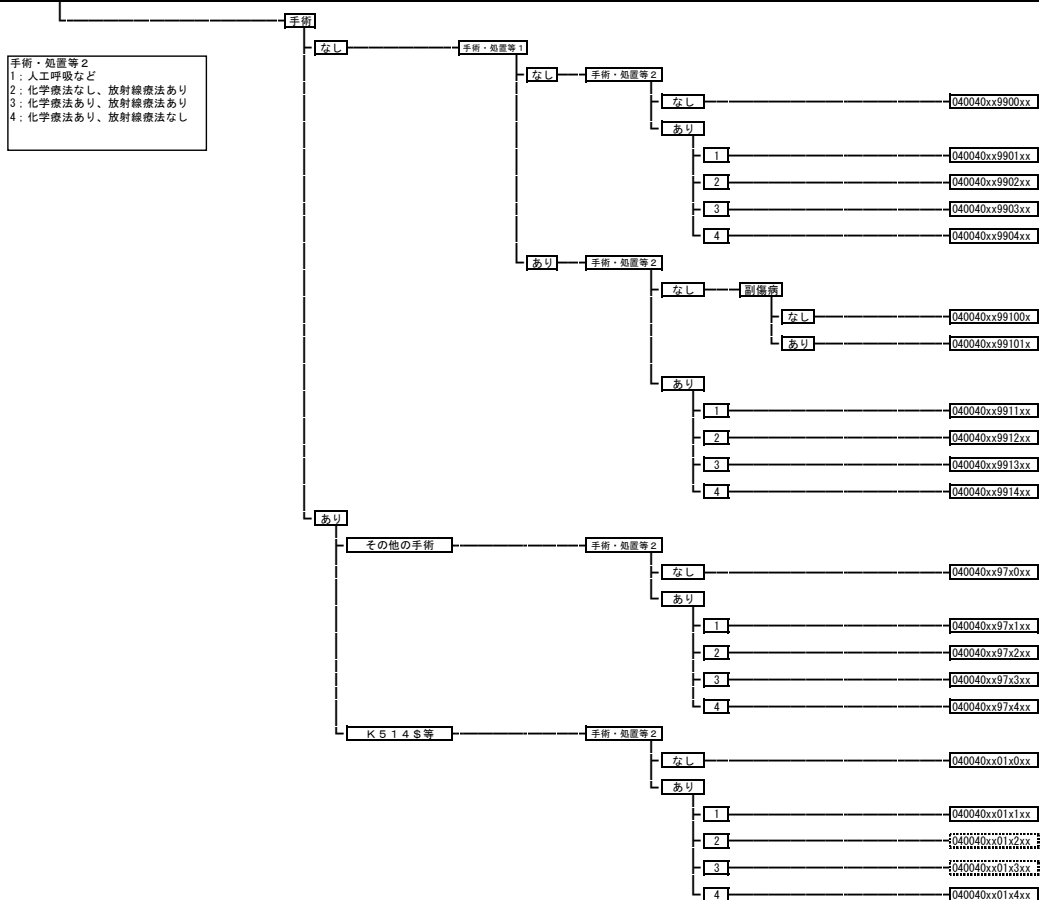 手術
なし
手術・処置等1
手術・処置等2
1：人工呼吸など
2：化学療法なし、放射線療法あり
3：化学療法あり、放射線療法あり
4：化学療法あり、放射線療法なし
なし
手術・処置等2
なし
040040xx9900xx
あり
1
040040xx9901xx
2
040040xx9902xx
3
040040xx9903xx
4
040040xx9904xx
あり
手術・処置等2
なし
副傷病
なし
040040xx99100x
あり
040040xx99101x
あり
1
040040xx9911xx
2
040040xx9912xx
3
040040xx9913xx
4
040040xx9914xx
あり
その他の手術
手術・処置等2
なし
040040xx97x0xx
あり
1
040040xx97x1xx
2
040040xx97x2xx
3
040040xx97x3xx
4
040040xx97x4xx
K514$等
手術・処置等2
なし
040040xx01x0xx
あり
1
040040xx01x1xx
2
040040xx01x2xx
3
040040xx01x3xx
4
040040xx01x4xx